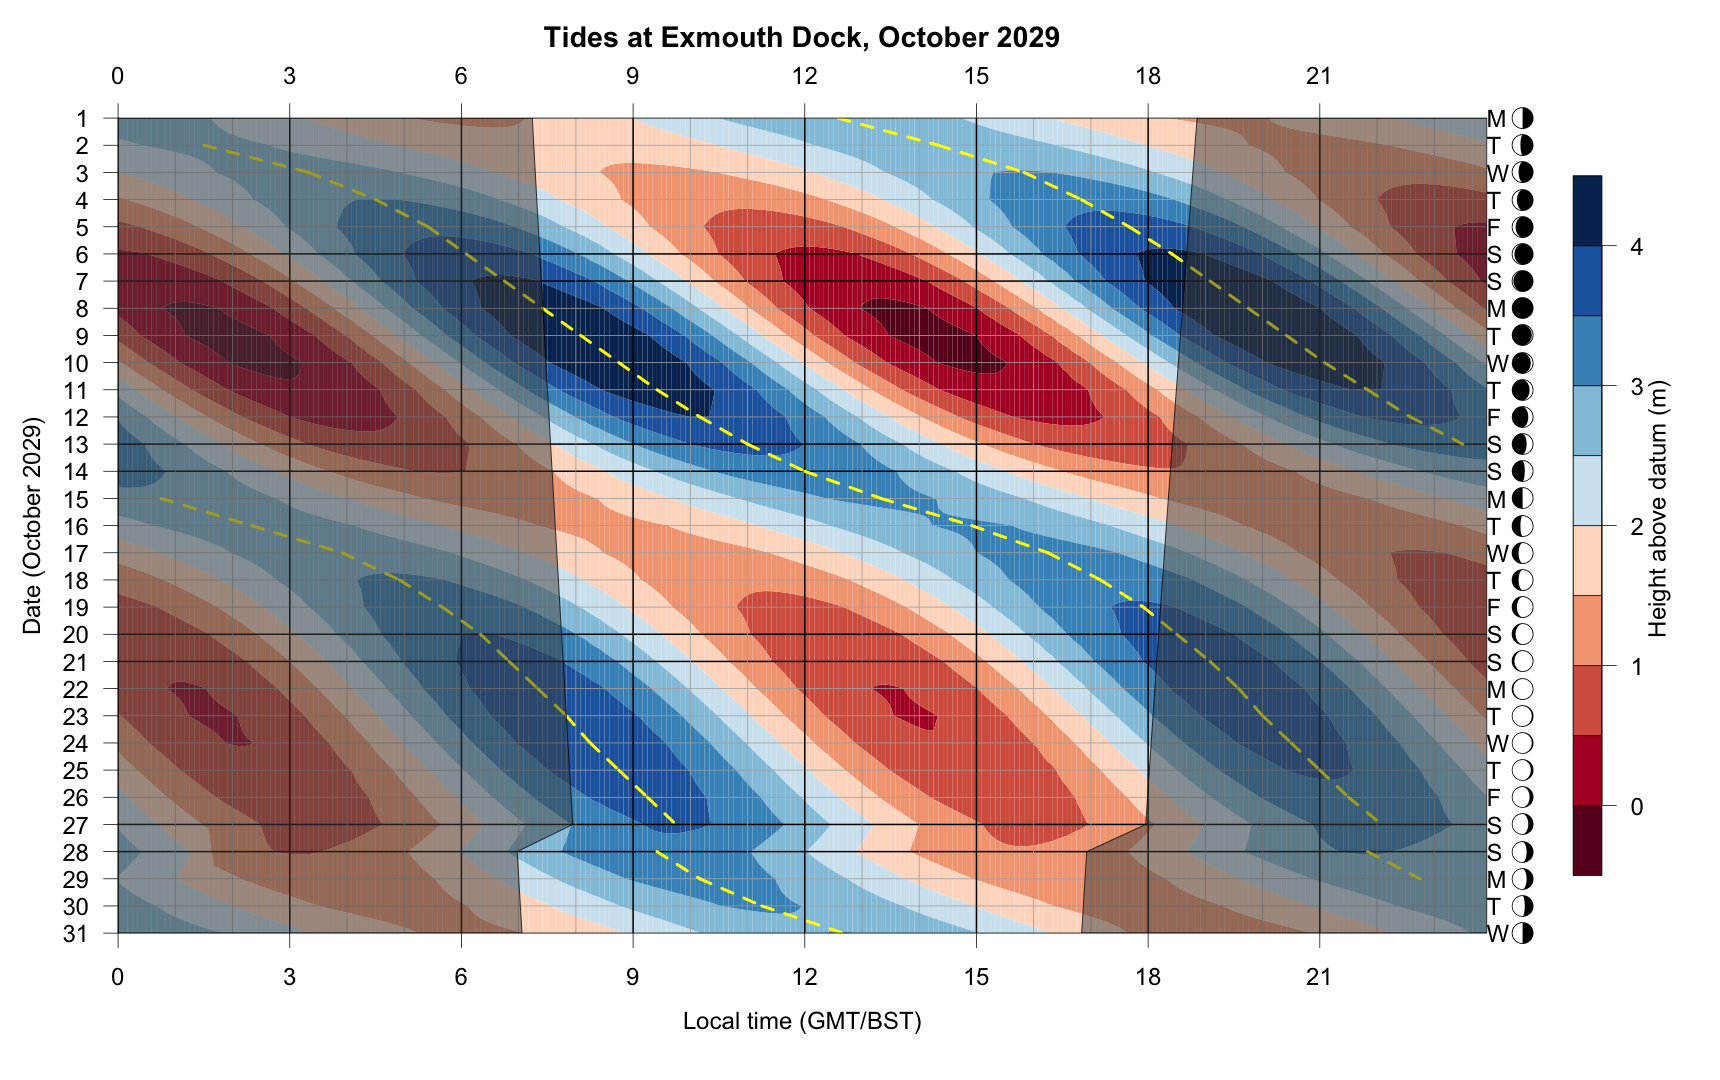 Tides at Exmouth Dock, October 2029
0 3 6 9 12 15 18 21
1 M
2 T
3 W
4 T
5 F
6 S
7 S
8 M
9 T
10 W
11 T
12 F
13 S
14 S
15 M
16 T
17 W
18 T
19 F
20 S
21 S
22 M
23 T
24 W
25 T
26 F
27 S
28 S
29 M
30 T
31 W
0 3 6 9 12 15 18 21
Local time (GMT/BST)
Date (October 2029)
4
3
2
1
0
Height above datum (m)